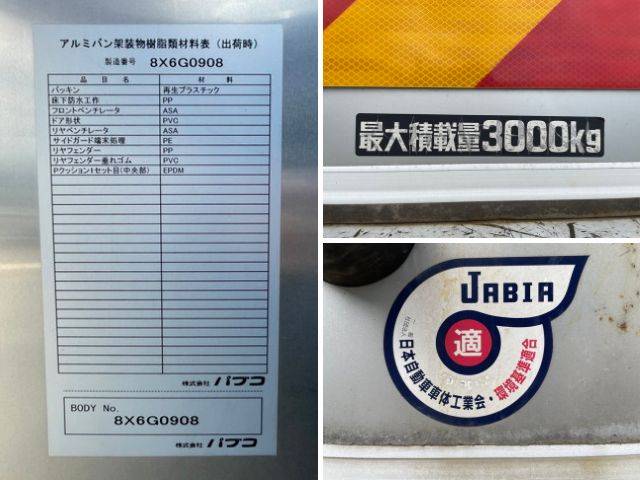 アルミバン架装物樹脂類材料表（出荷時）
製造番号 8X6G0908
品目名 材料
パッキン 再生プラスチック
床下防水工作 PP
フロントベンチレータ ASA
ドア形状 PVC
リヤベンチレータ ASA
サイドガード端末処理 PE
リヤフェンダー PP
リヤフェンダー垂れゴム PVC
Pクッション1セット目(中央部) EPDM
株式会社 パブコ
BODY No.
8X6G0908
株式会社 パブコ
最大積載量3000kg
JABIA
適
日本自動車車体工業会・
基準適合